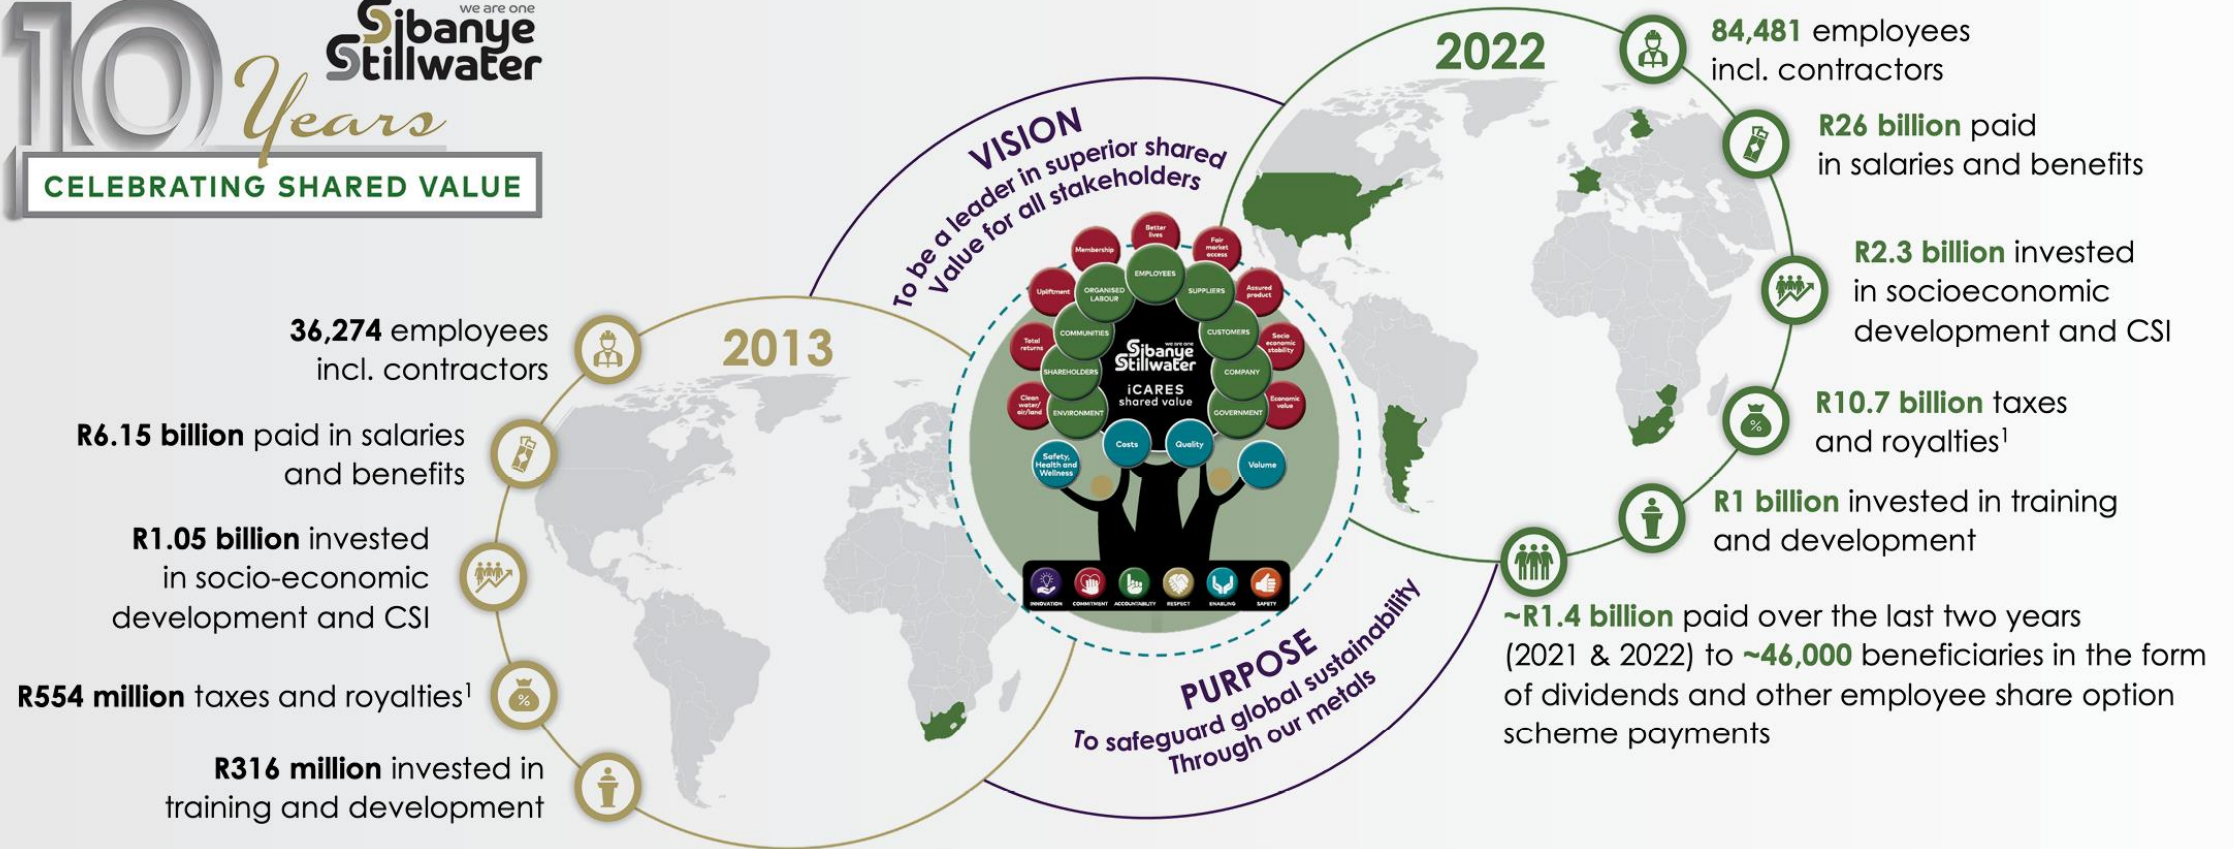 10
Years
we are one
Sibanye
Stillwater
CELEBRATING SHARED VALUE
2013
36,274 employees
incl. contractors
R6.15 billion paid in salaries
and benefits
R1.05 billion invested
in socio-economic
development and CSI
R554 million taxes and royalties¹
R316 million invested in
training and development
VISION
To be a leader in superior shared
Value for all stakeholders
Better
lives
Membership
Fair
market
access
Upliftment
Assured
product
Total
returns
Socio
economic
stability
Clean
water/
air/land
Economic
value
EMPLOYEES
ORGANISED
LABOUR
SUPPLIERS
COMMUNITIES
CUSTOMERS
SHAREHOLDERS
COMPANY
ENVIRONMENT
GOVERNMENT
we are one
Sibanye
Stillwater
iCARES
shared value
Costs
Quality
Safety,
Health and
Wellness
Volume
INNOVATION
COMMITMENT
ACCOUNTABILITY
RESPECT
ENABLING
SAFETY
PURPOSE
To safeguard global sustainability
Through our metals
2022
84,481 employees
incl. contractors
R26 billion paid
in salaries and benefits
R2.3 billion invested
in socioeconomic
development and CSI
R10.7 billion taxes
and royalties¹
R1 billion invested in training
and development
~R1.4 billion paid over the last two years
(2021 & 2022) to ~46,000 beneficiaries in the form
of dividends and other employee share option
scheme payments